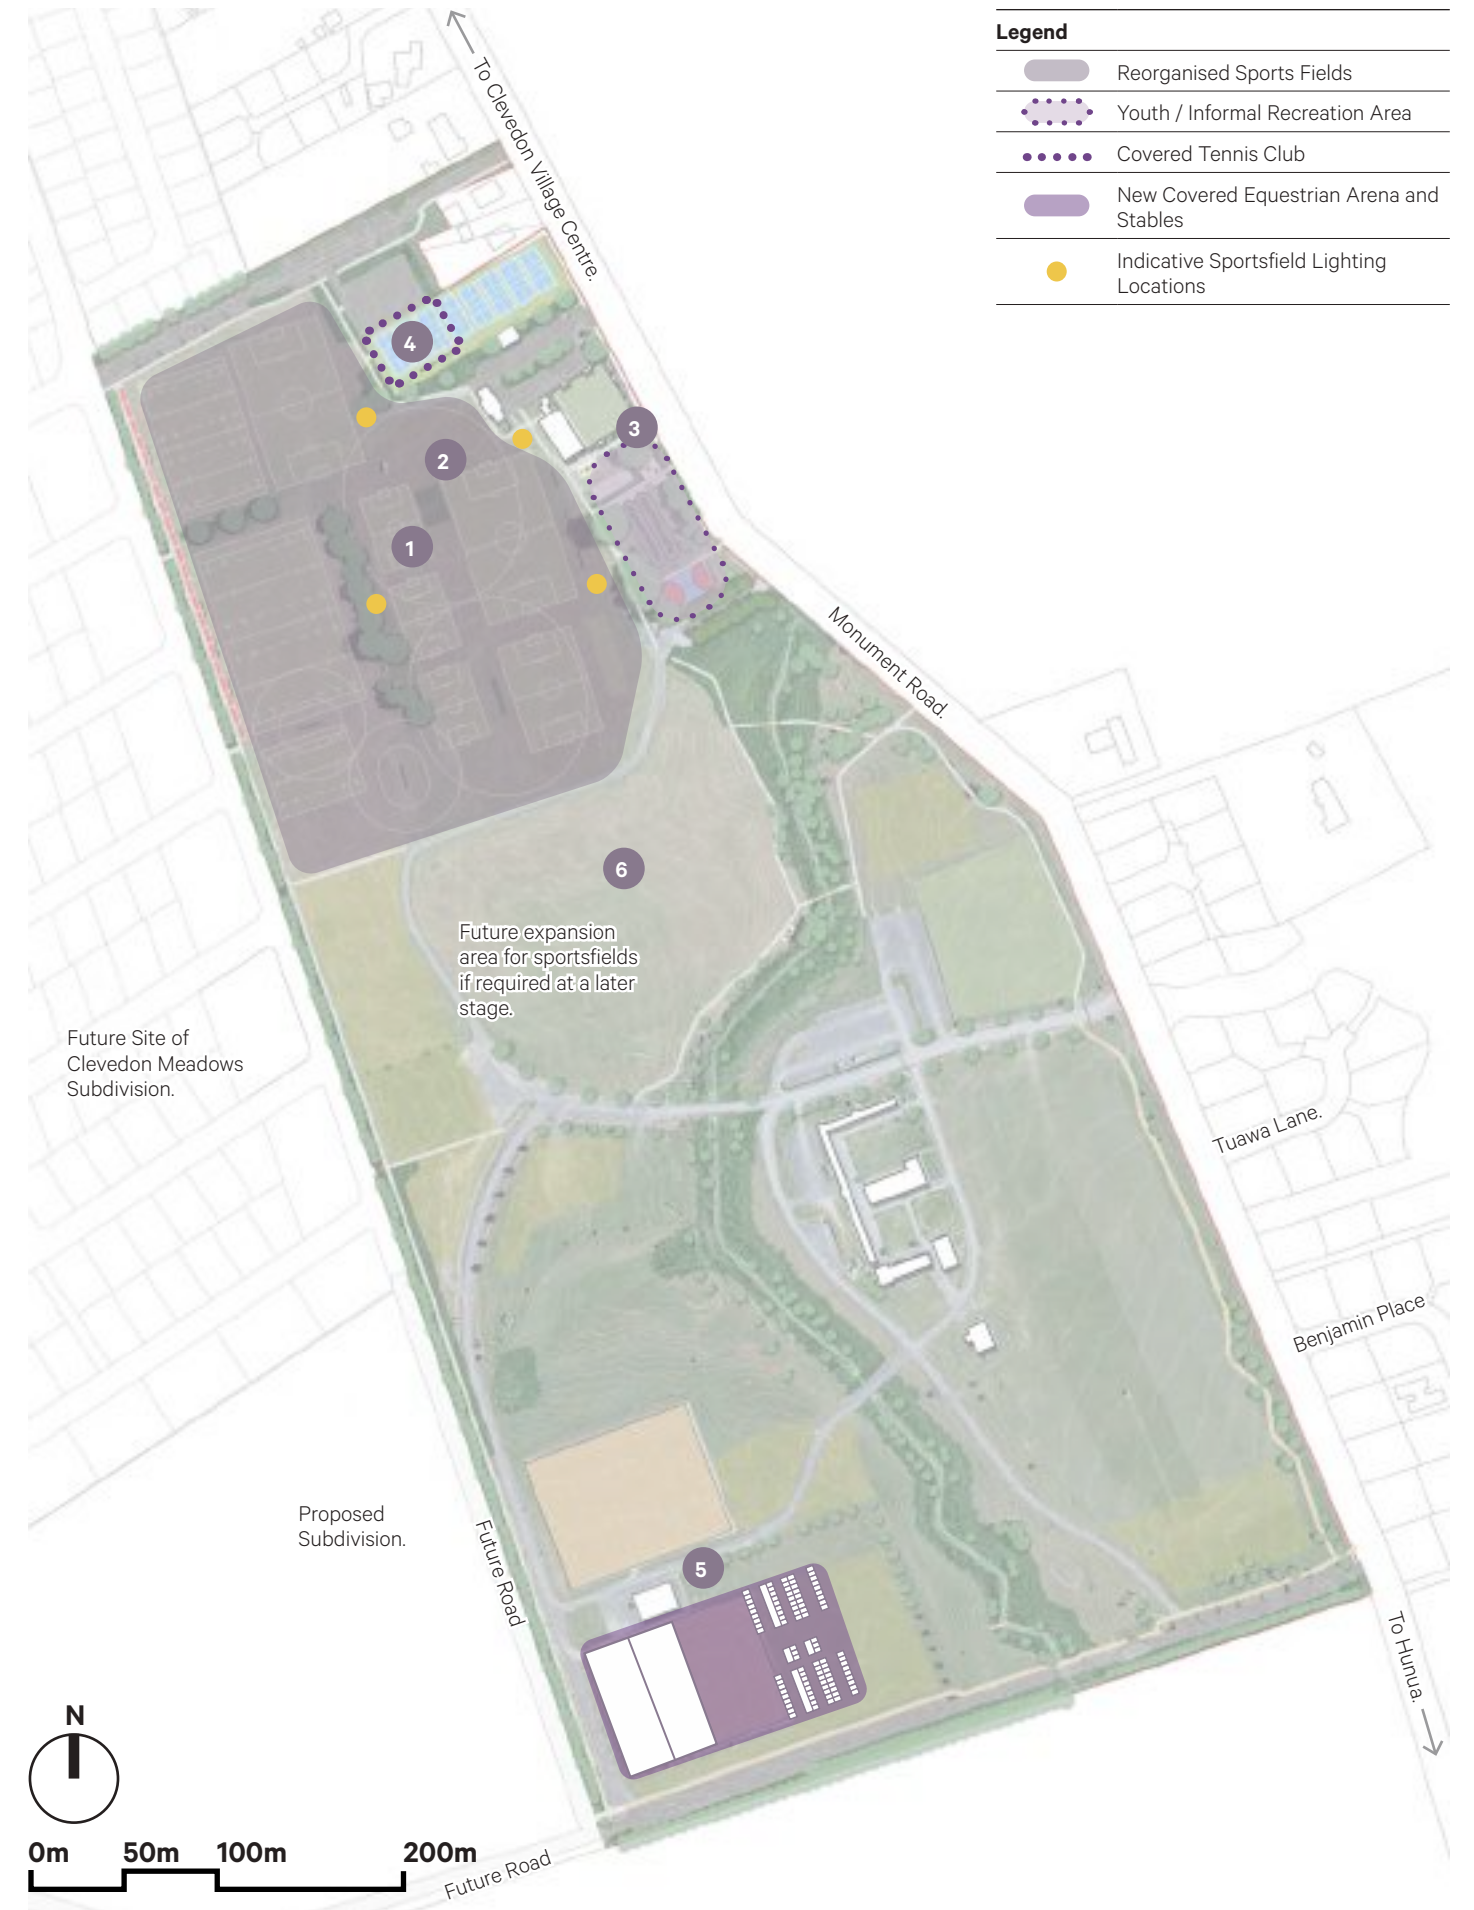 Legend
Reorganised Sports Fields
Youth / Informal Recreation Area
Covered Tennis Club
New Covered Equestrian Arena and
Stables
Indicative Sportsfield Lighting
Locations
To Clevedon Village Centre.
4
3
2
1
Monument Road.
6
Future expansion
area for sportsfields
if required at a later
stage.
Future Site of
Clevedon Meadows
Subdivision.
Tuawa Lane.
Benjamin Place
Proposed
Subdivision.
Future Road
5
To Hunua.
N
0m 50m 100m 200m
Future Road